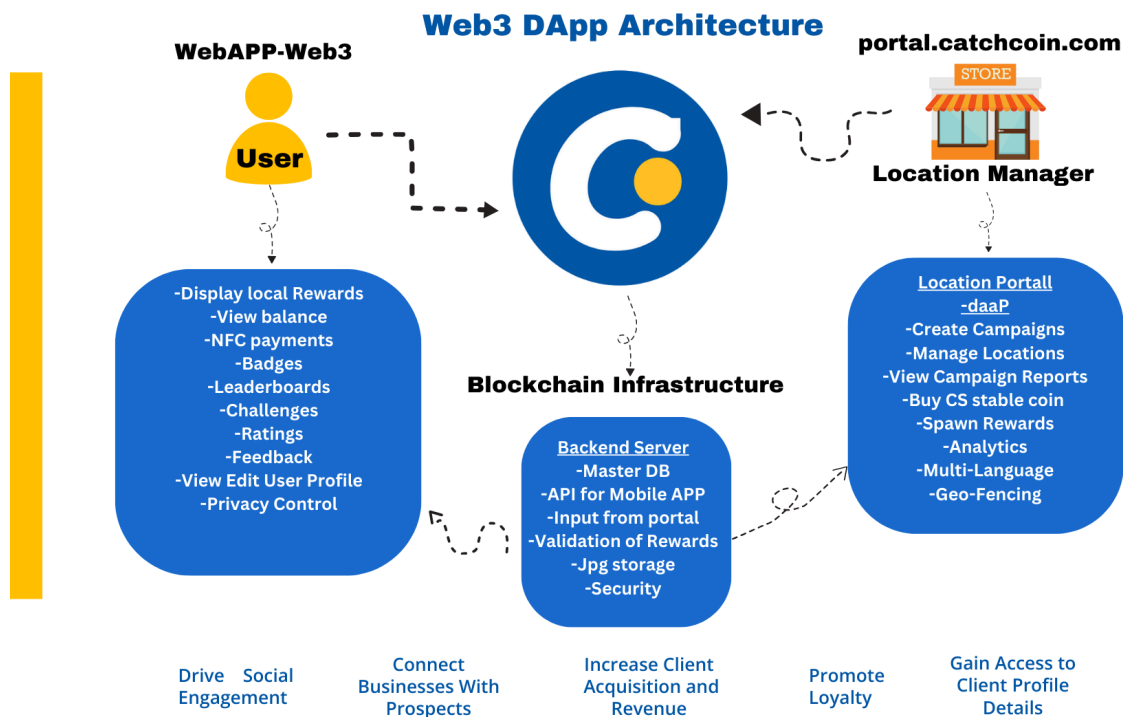 Web3 DApp Architecture
WebAPP-Web3
User
portal.catchcoin.com
STORE
Location Manager
-Display local Rewards
-View balance
-NFC payments
-Badges
-Leaderboards
-Challenges
-Ratings
-Feedback
-View Edit User Profile
-Privacy Control
Blockchain Infrastructure
Backend Server
-Master DB
-API for Mobile APP
-Input from portal
-Validation of Rewards
-Jpg storage
-Security
Location Portall
-daaP
-Create Campaigns
-Manage Locations
-View Campaign Reports
-Buy CS stable coin
-Spawn Rewards
-Analytics
-Multi-Language
-Geo-Fencing
Drive Social
Engagement
Connect
Businesses With
Prospects
Increase Client
Acquisition and
Revenue
Promote
Loyalty
Gain Access to
Client Profile
Details